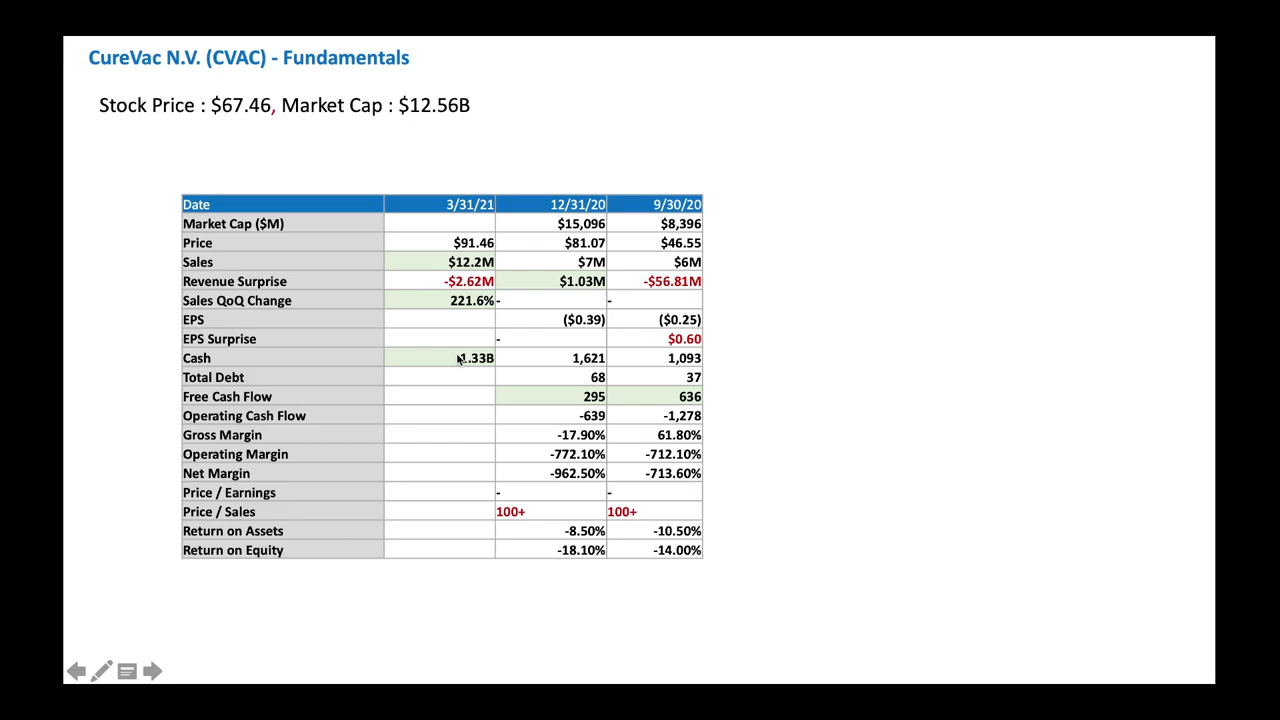 CureVac N.V. (CVAC) - Fundamentals
Stock Price : $67.46, Market Cap : $12.56B
Date 3/31/21 12/31/20 9/30/20
Market Cap ($M) $15,096 $8,396
Price $91.46 $81.07 $46.55
Sales $12.2M $7M $6M
Revenue Surprise -$2.62M $1.03M -$56.81M
Sales QoQ Change 221.6% - -
EPS ($0.39) ($0.25)
EPS Surprise - $0.60
Cash 1.33B 1,621 1,093
Total Debt 68 37
Free Cash Flow 295 636
Operating Cash Flow -639 -1,278
Gross Margin -17.90% 61.80%
Operating Margin -772.10% -712.10%
Net Margin -962.50% -713.60%
Price / Earnings - -
Price / Sales 100+ 100+
Return on Assets -8.50% -10.50%
Return on Equity -18.10% -14.00%